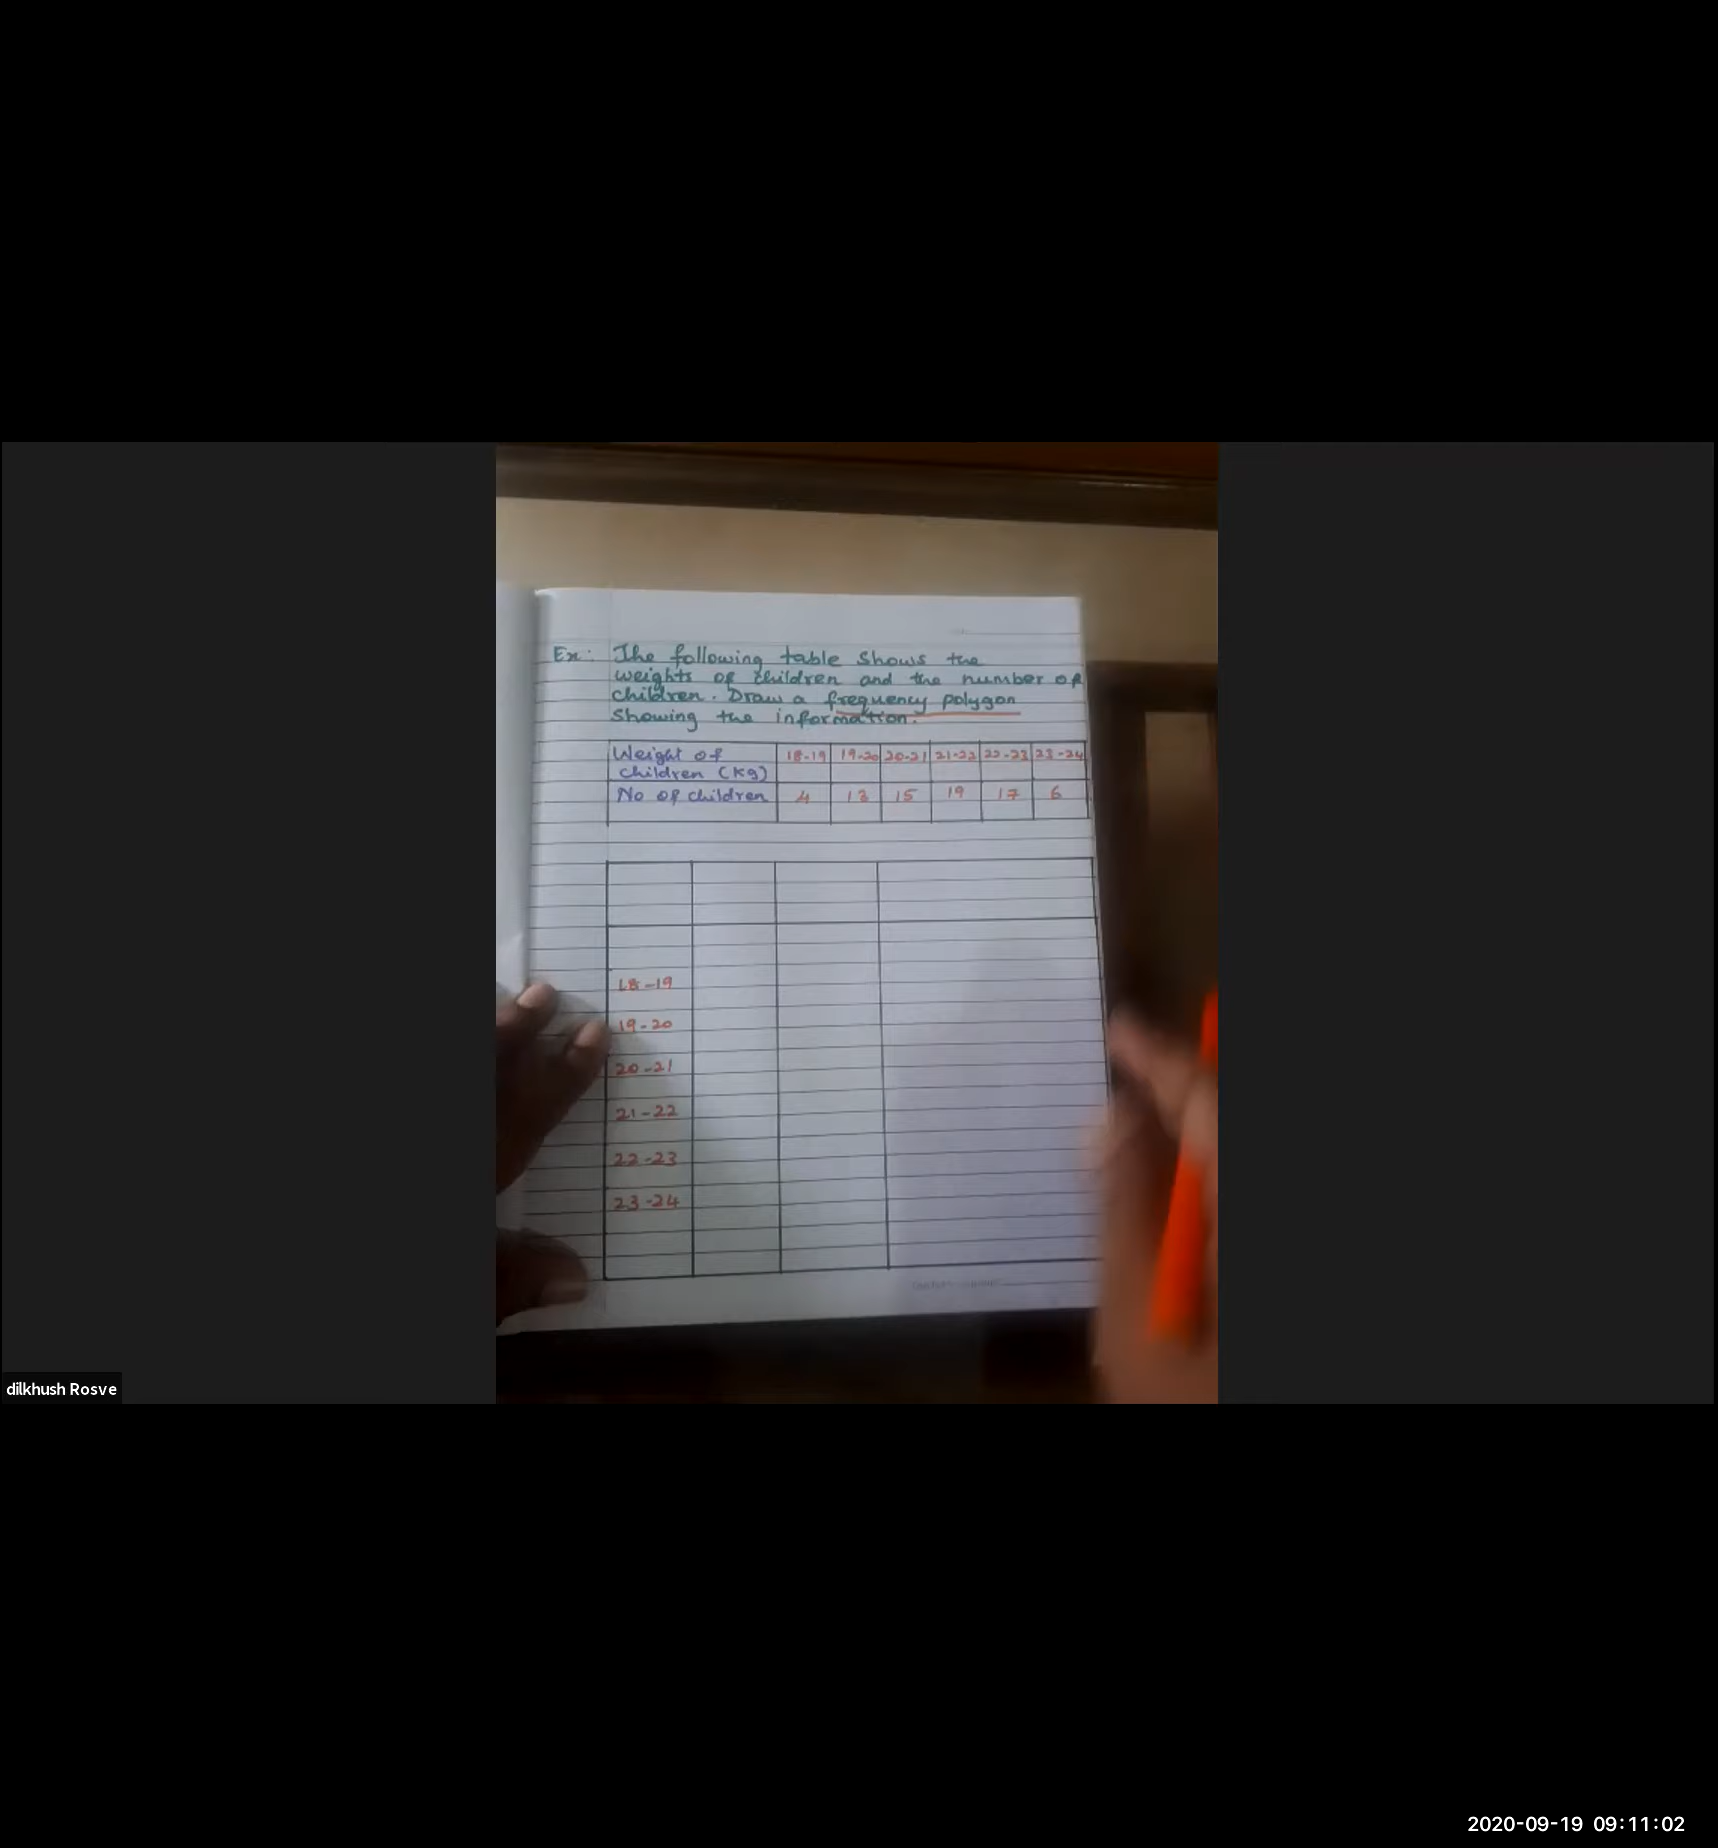 Ex: The following table shows the
weights of children and the number of
children. Draw a frequency polygon
Showing the information.
Weight of children (Kg) 18-19 19-20 20-21 21-22 22-23 23-24
No of children 4 13 15 19 17 6
18-19
19-20
20-21
21-22
22-23
23-24
dilkhush Rosve
2020-09-19 09:11:02